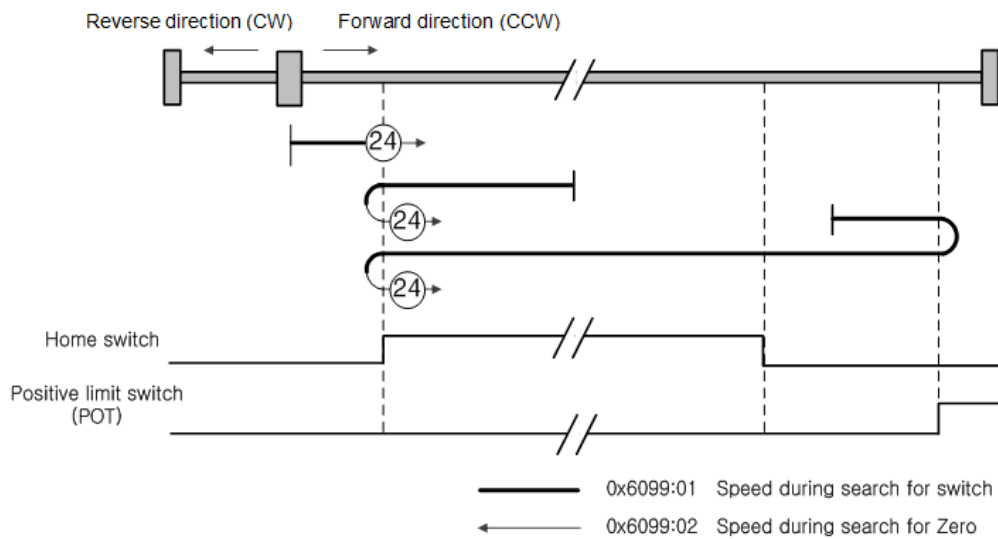 Reverse direction (CW)
Forward direction (CCW)
24
24
24
Home switch
Positive limit switch
(POT)
0x6099:01 Speed during search for switch
0x6099:02 Speed during search for Zero